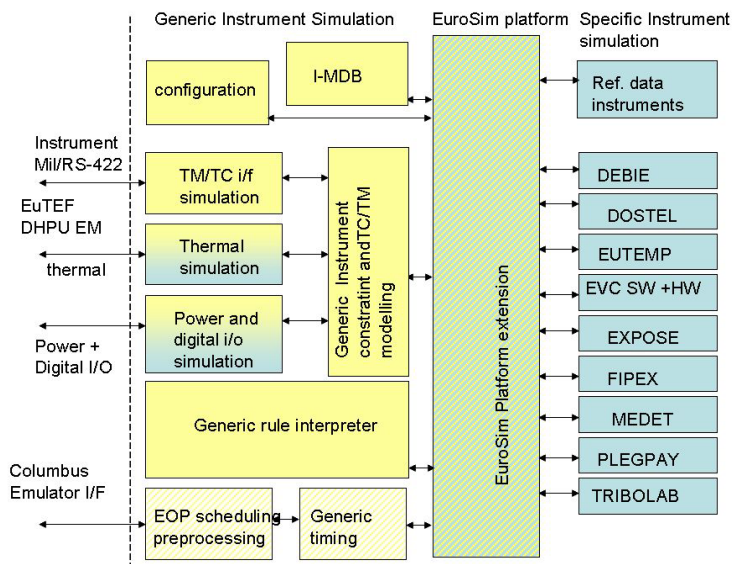 Generic Instrument Simulation
EuroSim platform
Specific Instrument
simulation
configuration
I-MDB
Ref. data
instruments
Instrument
Mil/RS-422
TM/TC i/f
simulation
EuTEF
DHPU EM
Thermal
simulation
thermal
Power and
digital i/o
simulation
Power +
Digital I/O
Generic Instrument
constratint andTC/TM
modelling
Generic rule interpreter
Columbus
Emulator I/F
EOP scheduling
preprocessing
Generic
timing
EuroSim Platform extension
DEBIE
DOSTEL
EUTEMP
EVC SW +HW
EXPOSE
FIPEX
MEDET
PLEGPAY
TRIBOLAB